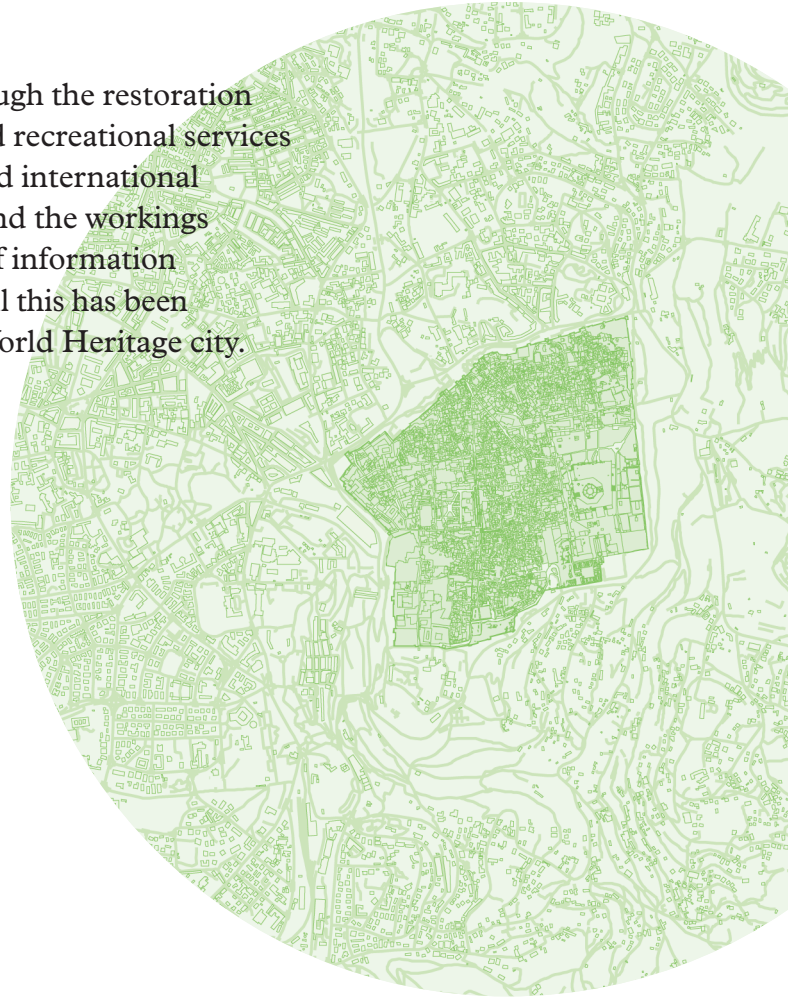 ugh the restoration
d recreational services
d international
nd the workings
f information
l this has been
orld Heritage city.